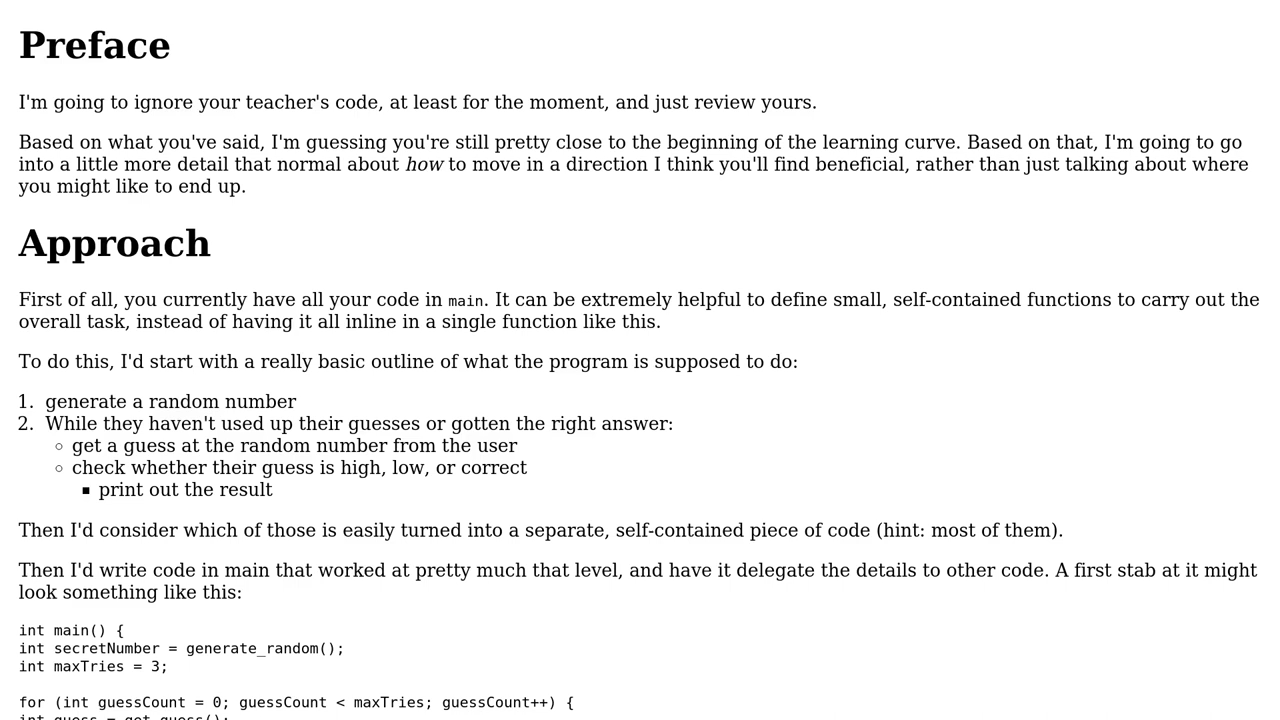 Preface
I'm going to ignore your teacher's code, at least for the moment, and just review yours.
Based on what you've said, I'm guessing you're still pretty close to the beginning of the learning curve. Based on that, I'm going to go
into a little more detail that normal about how to move in a direction I think you'll find beneficial, rather than just talking about where
you might like to end up.
Approach
First of all, you currently have all your code in main. It can be extremely helpful to define small, self-contained functions to carry out the
overall task, instead of having it all inline in a single function like this.
To do this, I'd start with a really basic outline of what the program is supposed to do:
1. generate a random number
2. While they haven't used up their guesses or gotten the right answer:
◦ get a guess at the random number from the user
◦ check whether their guess is high, low, or correct
▪ print out the result
Then I'd consider which of those is easily turned into a separate, self-contained piece of code (hint: most of them).
Then I'd write code in main that worked at pretty much that level, and have it delegate the details to other code. A first stab at it might
look something like this:
int main() {
int secretNumber = generate_random();
int maxTries = 3;
for (int guessCount = 0; guessCount < maxTries; guessCount++) {
int guess = get_guess();